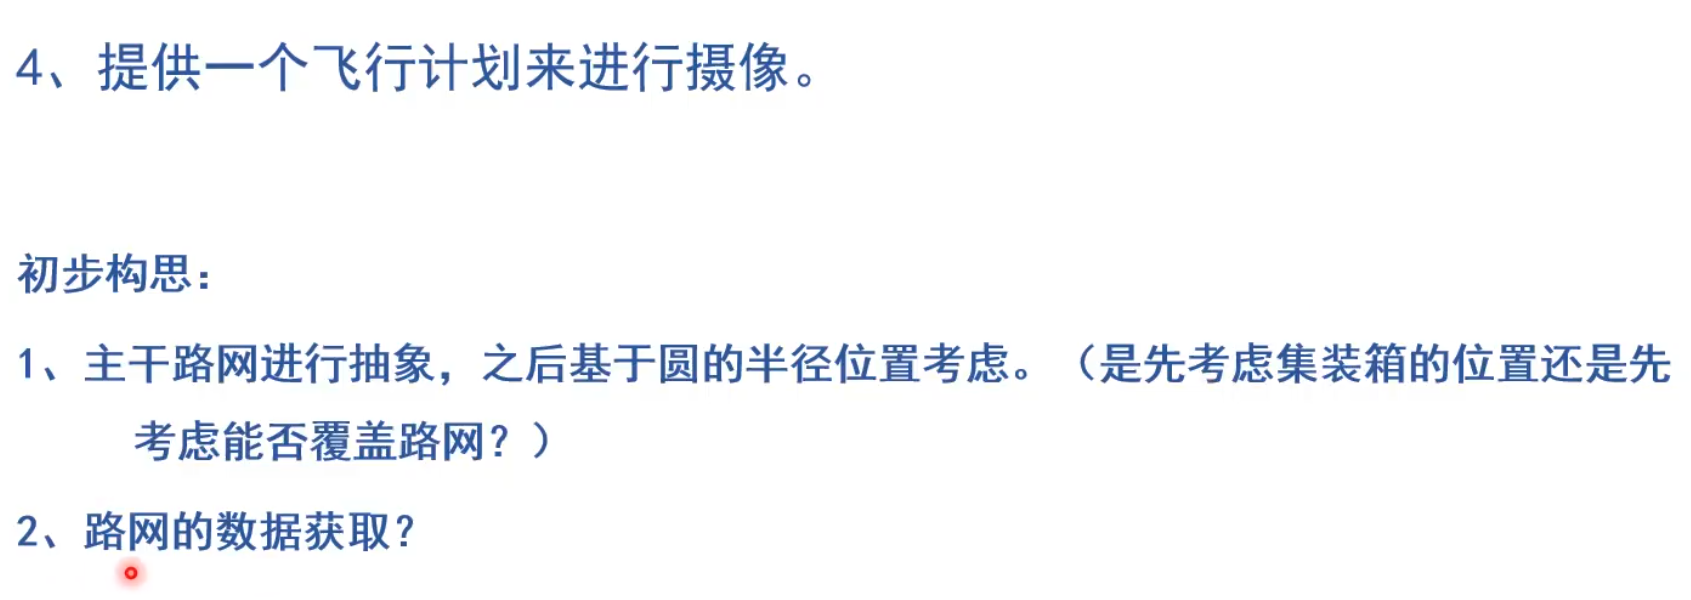 4、提供一个飞行计划来进行摄像。
初步构思：
1、主干路网进行抽象，之后基于圆的半径位置考虑。（是先考虑集装箱的位置还是先
考虑能否覆盖路网？）
2、路网的数据获取？